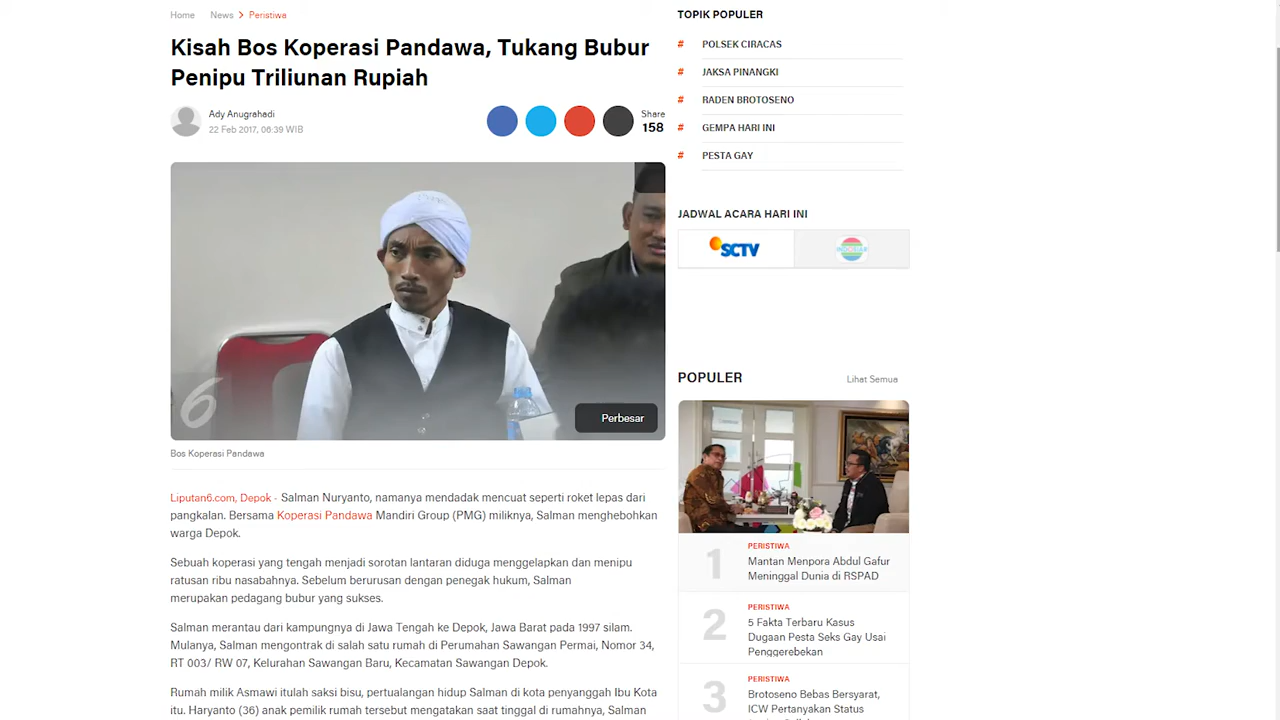 Home News Peristiwa
Kisah Bos Koperasi Pandawa, Tukang Bubur
Penipu Triliunan Rupiah
Ady Anugrahadi
22 Feb 2017, 06:39 WIB
Share
158
6
Perbesar
Bos Koperasi Pandawa
Liputan6.com, Depok - Salman Nuryanto, namanya mendadak mencuat seperti roket lepas dari
pangkalan. Bersama Koperasi Pandawa Mandiri Group (PMG) miliknya, Salman menghebohkan
warga Depok.
Sebuah koperasi yang tengah menjadi sorotan lantaran diduga menggelapkan dan menipu
ratusan ribu nasabahnya. Sebelum berurusan dengan penegak hukum, Salman
merupakan pedagang bubur yang sukses.
Salman merantau dari kampungnya di Jawa Tengah ke Depok, Jawa Barat pada 1997 silam.
Mulanya, Salman mengontrak di salah satu rumah di Perumahan Sawangan Permai, Nomor 34,
RT 003/ RW 07, Kelurahan Sawangan Baru, Kecamatan Sawangan Depok.
Rumah milik Asmawi itulah saksi bisu, pertualangan hidup Salman di kota penyanggah Ibu Kota
itu. Haryanto (36) anak pemilik rumah tersebut mengatakan saat tinggal di rumahnya, Salman
TOPIK POPULER
# POLSEK CIRACAS
# JAKSA PINANGKI
# RADEN BROTOSENO
# GEMPA HARI INI
# PESTA GAY
JADWAL ACARA HARI INI
SCTV
POPULER
Lihat Semua
1
PERISTIWA
Mantan Menpora Abdul Gafur
Meninggal Dunia di RSPAD
2
PERISTIWA
5 Fakta Terbaru Kasus
Dugaan Pesta Seks Gay Usai
Penggerebekan
3
PERISTIWA
Brotoseno Bebas Bersyarat,
ICW Pertanyakan Status